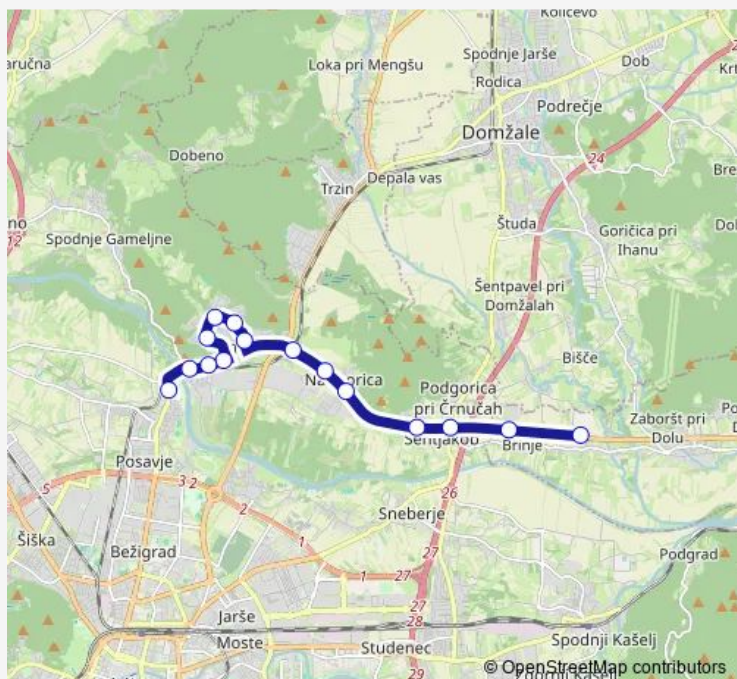 Količevo
Loka pri Mengšu
Spodnje Jarše
Dob
Rodica
Podrečje
Domžale
Dobeno
24
Trzin
Depala vas
12
Spodnje Gameljne
Študa
Goričica pri
Ihanu
Šentpavel pri
Domžalah
Bišče
Podgorica
pri Črnučah
Zaboršt pri
Dolu
Šentjakob
Brinje
Posavje
5
3
2
2
26
Sneberje
1
27
Šiška
Bežigrad
1
27
Podgrad
Jarše
27
28
Moste
Studenec
Spodnji Kašelj
29
© OpenStreetMap contributors